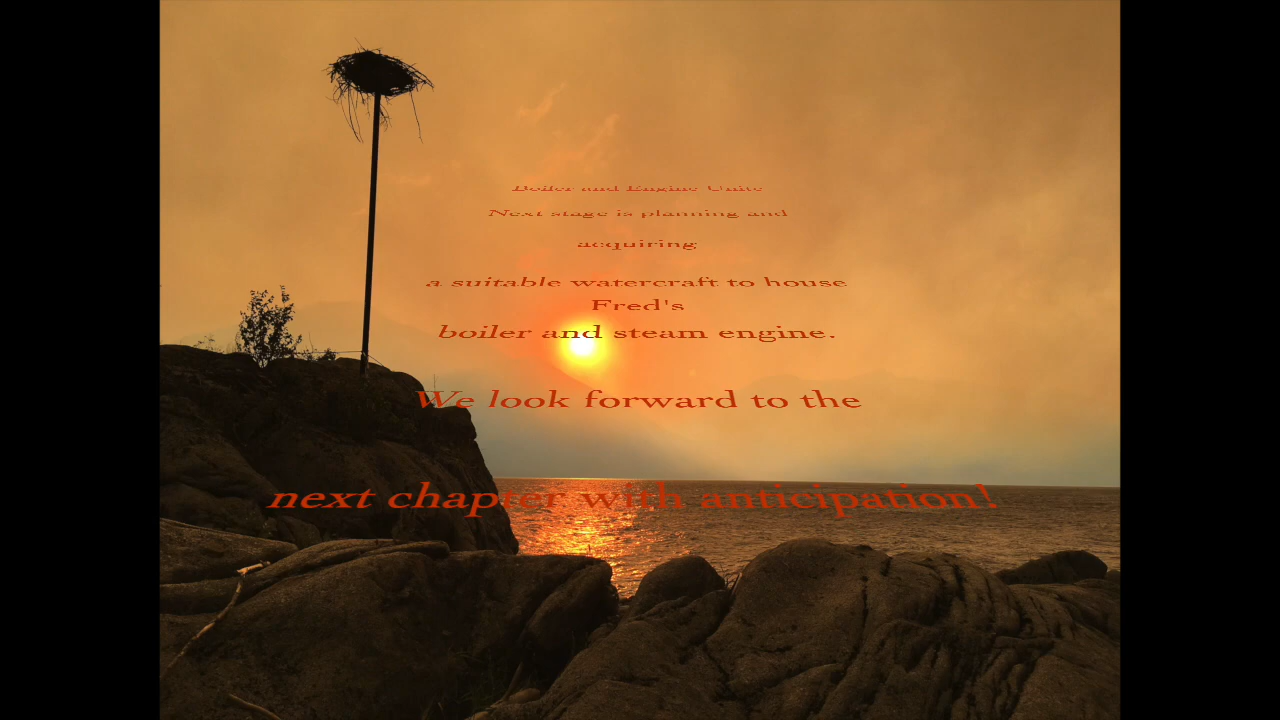 Boiler and Engine Unite
Next stage is planning and
acquiring
a suitable watercraft to house
Fred's
boiler and steam engine.
We look forward to the
next chapter with anticipation!